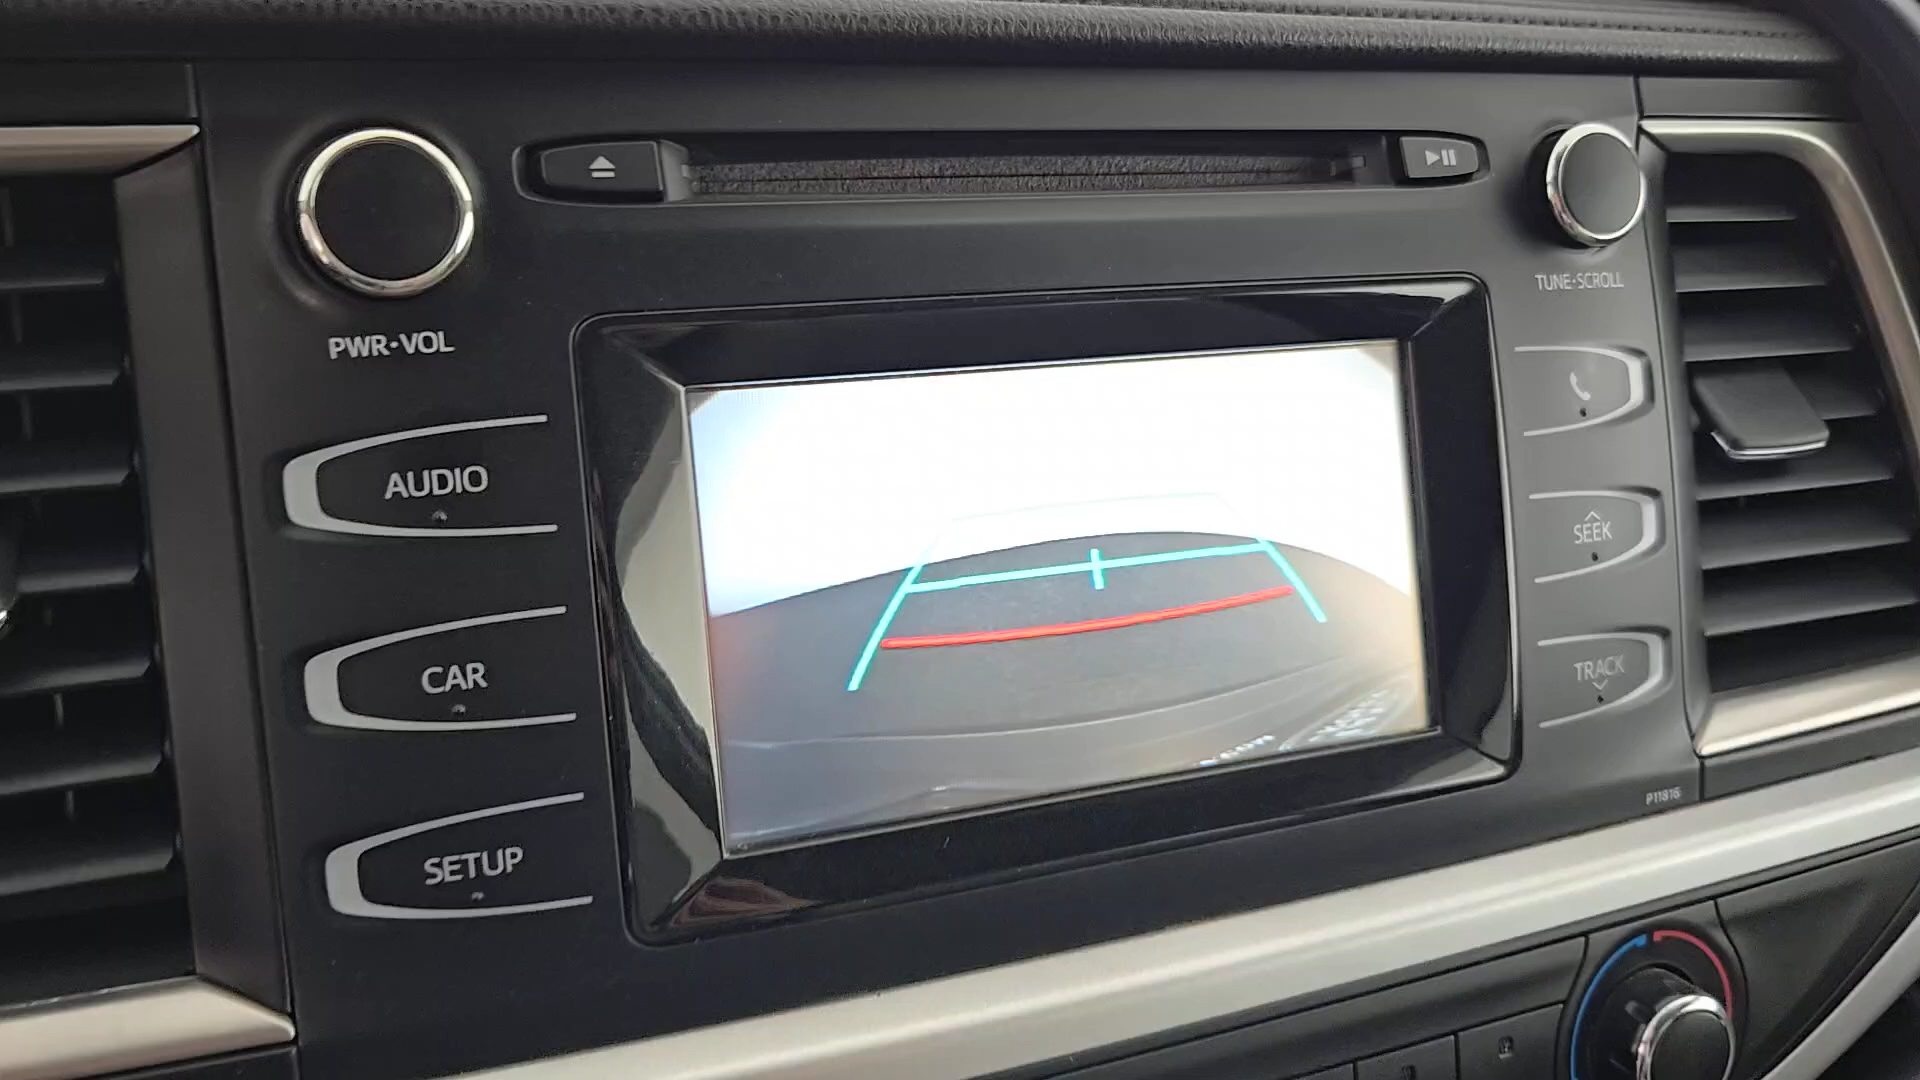 PWR•VOL
TUNE•SCROLL
AUDIO
SEEK
CAR
TRACK
SETUP
P11816